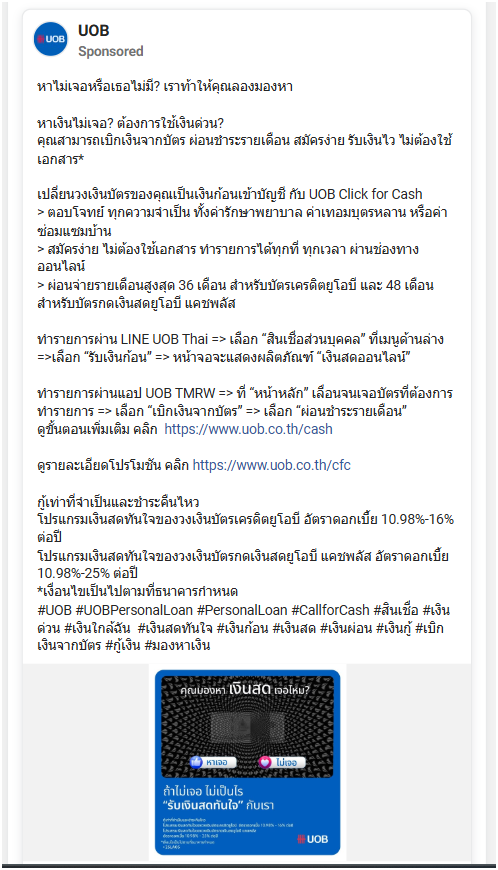 UOB
UOB
Sponsored
หาไม่เจอหรือเธอไม่มี? เราท้าให้คุณลองมองหา
หาเงินไม่เจอ? ต้องการใช้เงินด่วน?
คุณสามารถเบิกเงินจากบัตร ผ่อนชำระรายเดือน สมัครง่าย รับเงินไว ไม่ต้องใช้
เอกสาร*
เปลี่ยนวงเงินบัตรของคุณเป็นเงินก้อนเข้าบัญชี กับ UOB Click for Cash
> ตอบโจทย์ ทุกความจำเป็น ทั้งค่ารักษาพยาบาล ค่าเทอมบุตรหลาน หรือค่า
ซ่อมแซมบ้าน
> สมัครง่าย ไม่ต้องใช้เอกสาร ทำรายการได้ทุกที่ ทุกเวลา ผ่านช่องทาง
ออนไลน์
> ผ่อนจ่ายรายเดือนสูงสุด 36 เดือน สำหรับบัตรเครดิตยูโอบี และ 48 เดือน
สำหรับบัตรกดเงินสดยูโอบี แคชพลัส
ทำรายการผ่าน LINE UOB Thai => เลือก “สินเชื่อส่วนบุคคล” ที่เมนูด้านล่าง
=>เลือก “รับเงินก้อน” => หน้าจอจะแสดงผลิตภัณฑ์ “เงินสดออนไลน์”
ทำรายการผ่านแอป UOB TMRW => ที่ “หน้าหลัก” เลื่อนจนเจอบัตรที่ต้องการ
ทำรายการ => เลือก “เบิกเงินจากบัตร” => เลือก “ผ่อนชำระรายเดือน”
ดูขั้นตอนเพิ่มเติม คลิก https://www.uob.co.th/cash
ดูรายละเอียดโปรโมชัน คลิก https://www.uob.co.th/cfc
กู้เท่าที่จำเป็นและชำระคืนไหว
โปรแกรมเงินสดทันใจของวงเงินบัตรเครดิตยูโอบี อัตราดอกเบี้ย 10.98%-16%
ต่อปี
โปรแกรมเงินสดทันใจของวงเงินบัตรกดเงินสดยูโอบี แคชพลัส อัตราดอกเบี้ย
10.98%-25% ต่อปี
*เงื่อนไขเป็นไปตามที่ธนาคารกำหนด
#UOB #UOBPersonalLoan #PersonalLoan #CallforCash #สินเชื่อ #เงิน
ด่วน #เงินใกล้ฉัน #เงินสดทันใจ #เงินก้อน #เงินสด #เงินผ่อน #เงินกู้ #เบิก
เงินจากบัตร #กู้เงิน #มองหาเงิน
คุณมองหา เงินสด เจอไหม?
หาเจอ ไม่เจอ
ถ้าไม่เจอ ไม่เป็นไร
“รับเงินสดทันใจ” กับเรา
UOB